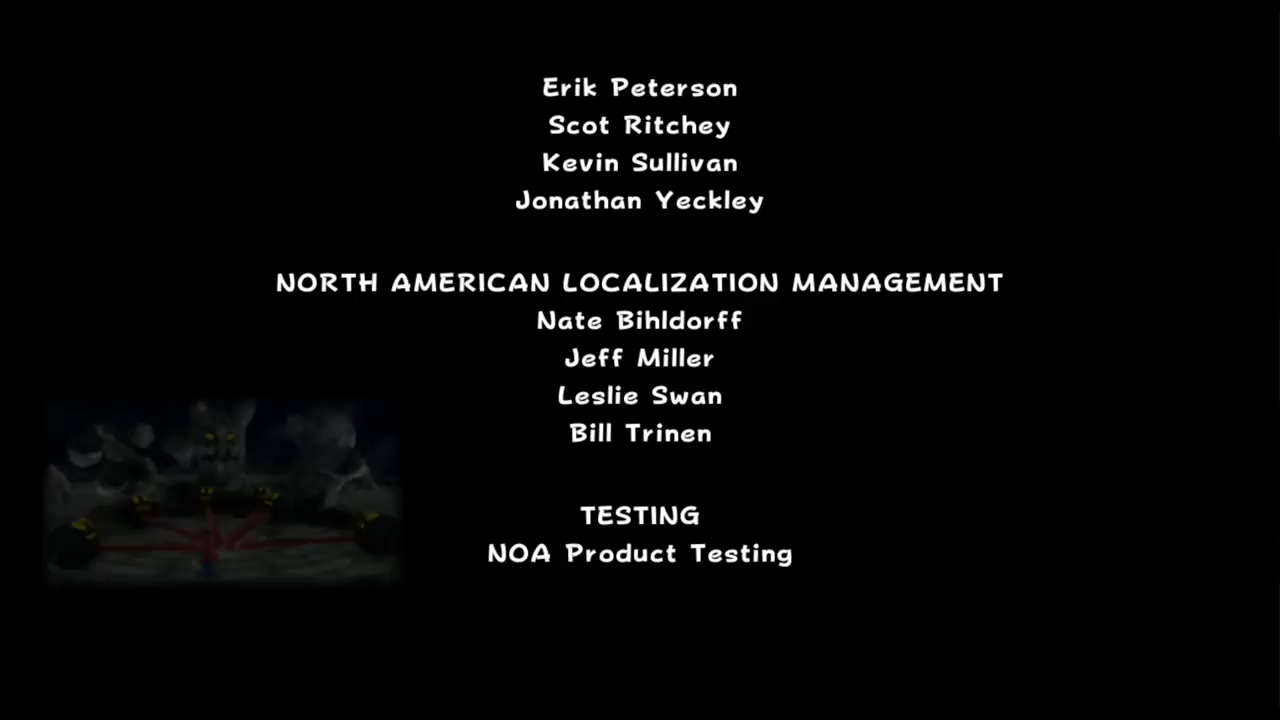 Erik Peterson
Scot Ritchey
Kevin Sullivan
Jonathan Yeckley
NORTH AMERICAN LOCALIZATION MANAGEMENT
Nate Bihldorff
Jeff Miller
Leslie Swan
Bill Trinen
TESTING
NOA Product Testing